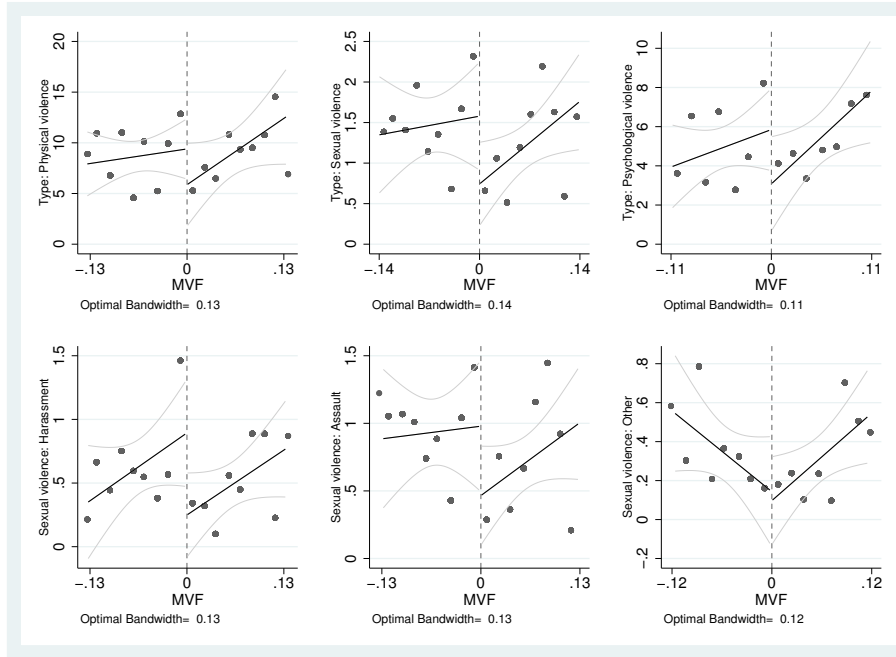 Type: Physical violence
20
15
10
5
0
−.13
0
.13
MVF
Optimal Bandwidth= 0.13
Type: Sexual violence
2.5
2
1.5
1
.5
0
−.14
0
.14
MVF
Optimal Bandwidth= 0.14
Type: Psychological violence
10
8
6
4
2
0
−.11
0
.11
MVF
Optimal Bandwidth= 0.11
Sexual violence: Harassment
1.5
1
.5
0
−.13
0
.13
MVF
Optimal Bandwidth= 0.13
Sexual violence: Assault
1.5
1
.5
0
−.13
0
.13
MVF
Optimal Bandwidth= 0.13
Sexual violence: Other
.8
.6
.4
.2
0
−.2
−.12
0
.12
MVF
Optimal Bandwidth= 0.12